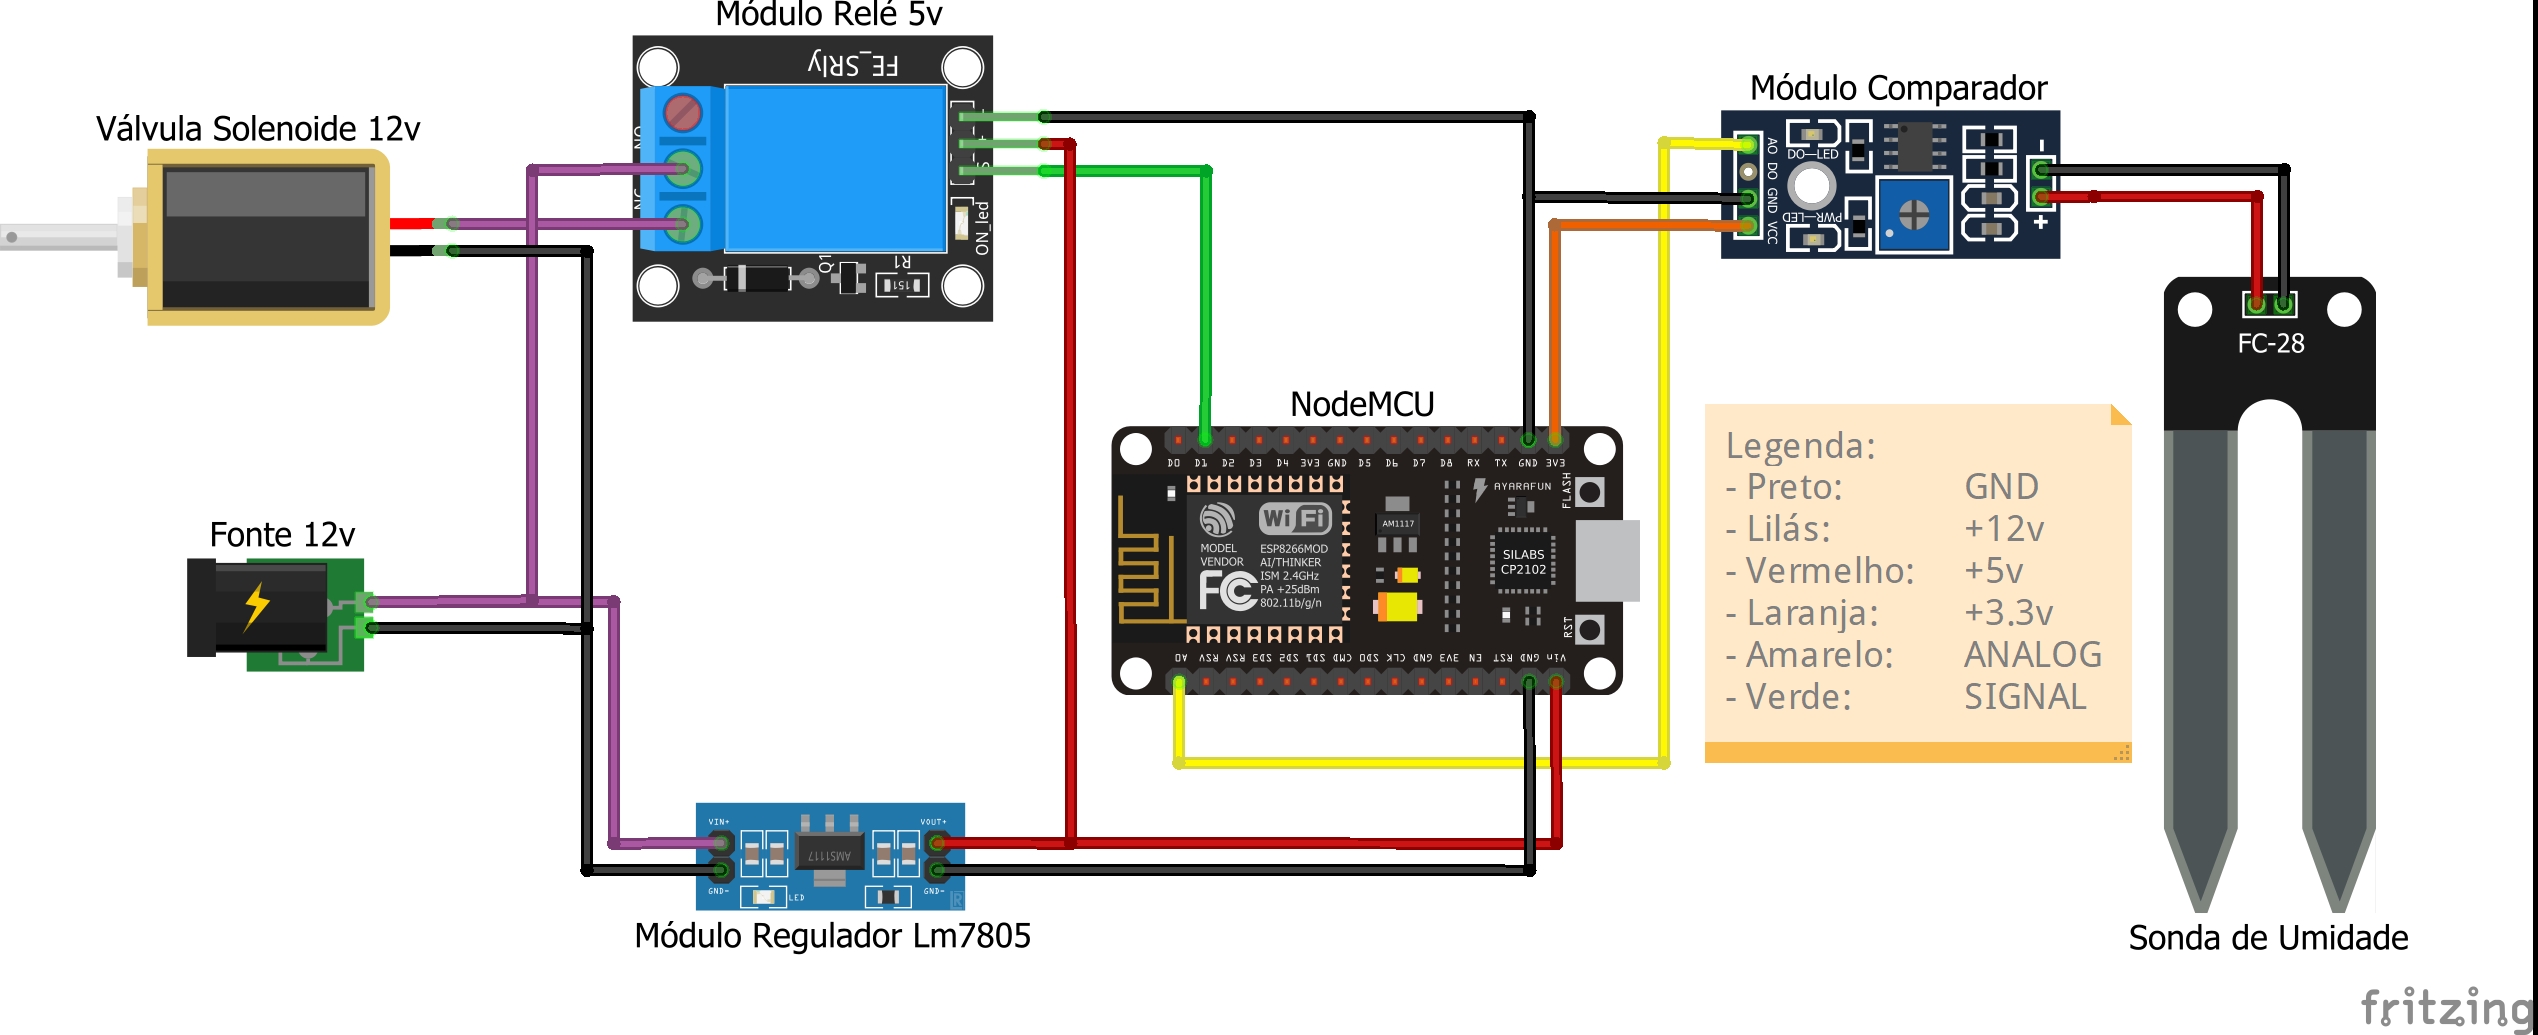 Módulo Relé 5v
FE_SRly
NO
NC
S
+
-
ON_led
Q1
R1
151
Válvula Solenoide 12v
Módulo Comparador
AO
DO
GND
VCC
DO-LED
PWR-LED
-
+
FC-28
Sonda de Umidade
NodeMCU
D0 D1 D2 D3 D4 3V3 GND D5 D6 D7 D8 RX TX GND 3V3
FLASH
AYARAFUN
WiFi
MODEL
VENDOR
ESP8266MOD
AI/THINKER
ISM 2.4GHz
PA +25dBm
802.11b/g/n
FC
AM1117
SILABS
CP2102
RST
A0 RSV RSV SD3 SD2 SD1 CMD SD0 CLK GND 3V3 EN RST GND Vin
Legenda:
- Preto: GND
- Lilás: +12v
- Vermelho: +5v
- Laranja: +3.3v
- Amarelo: ANALOG
- Verde: SIGNAL
Fonte 12v
VIN+
VOUT+
AMS1117
GND-
GND-
LED
Módulo Regulador Lm7805
fritzing